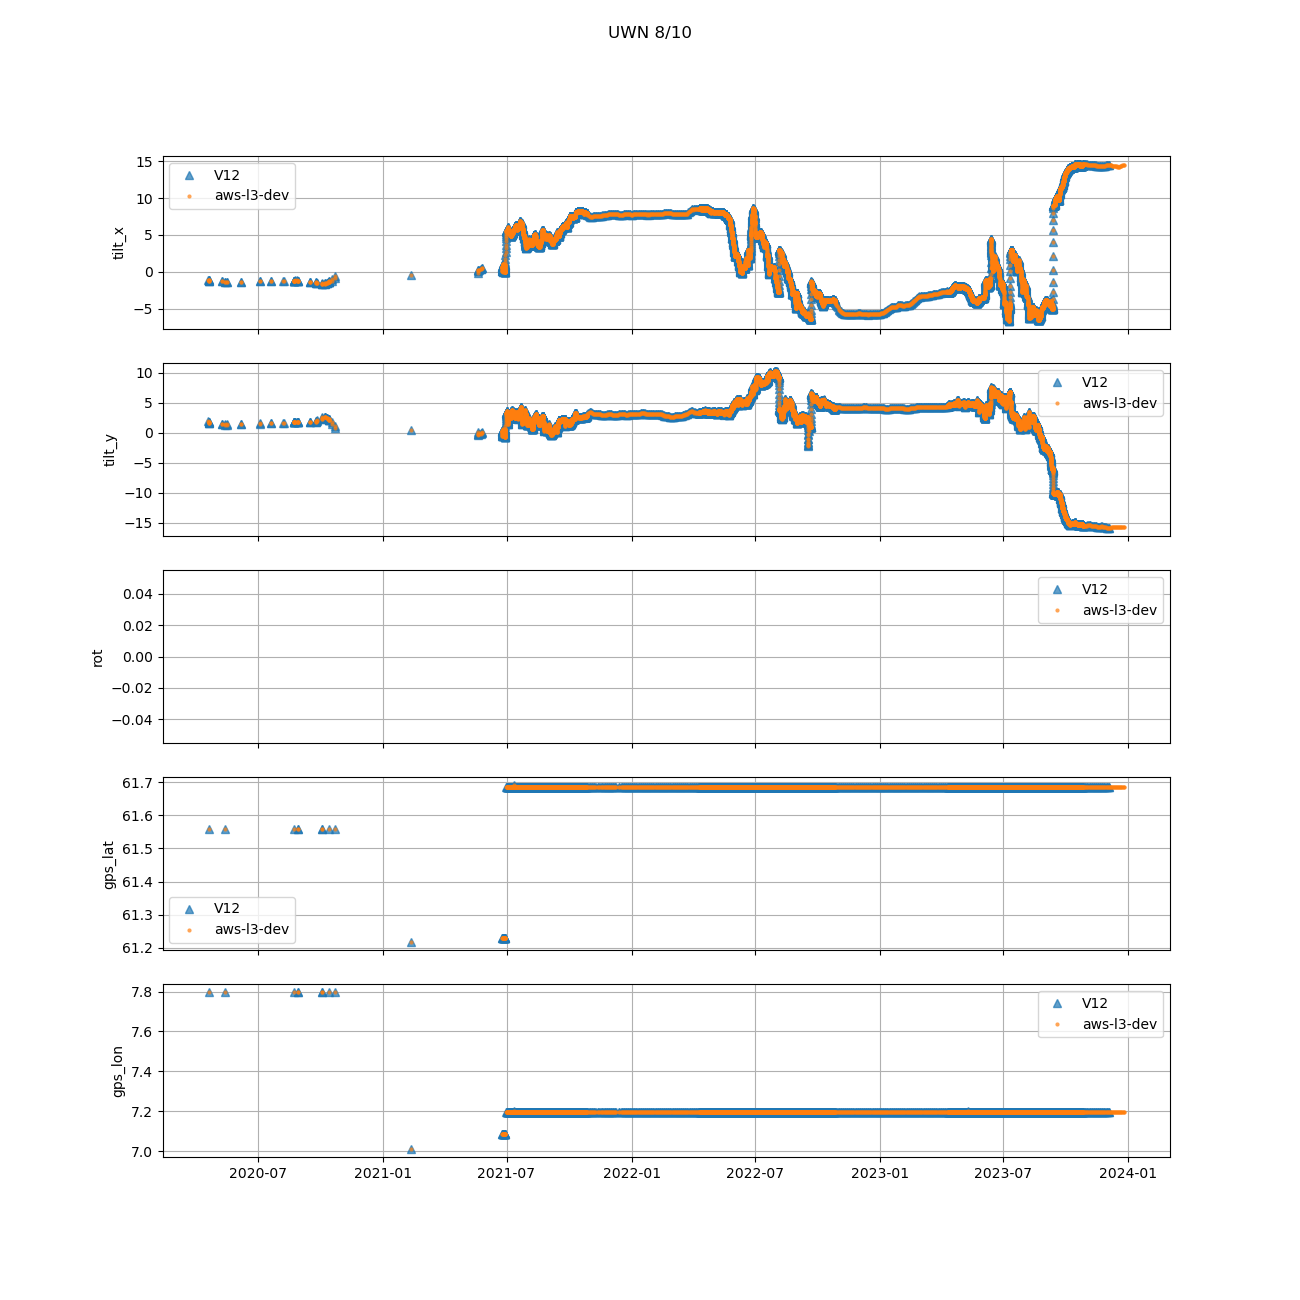 UWN 8/10
15
10
5
0
−5
tilt_x
V12
aws-l3-dev
10
5
0
−5
−10
−15
tilt_y
V12
aws-l3-dev
0.04
0.02
0.00
−0.02
−0.04
rot
V12
aws-l3-dev
61.7
61.6
61.5
61.4
61.3
61.2
gps_lat
V12
aws-l3-dev
7.8
7.6
7.4
7.2
7.0
gps_lon
V12
aws-l3-dev
2020-07 2021-01 2021-07 2022-01 2022-07 2023-01 2023-07 2024-01